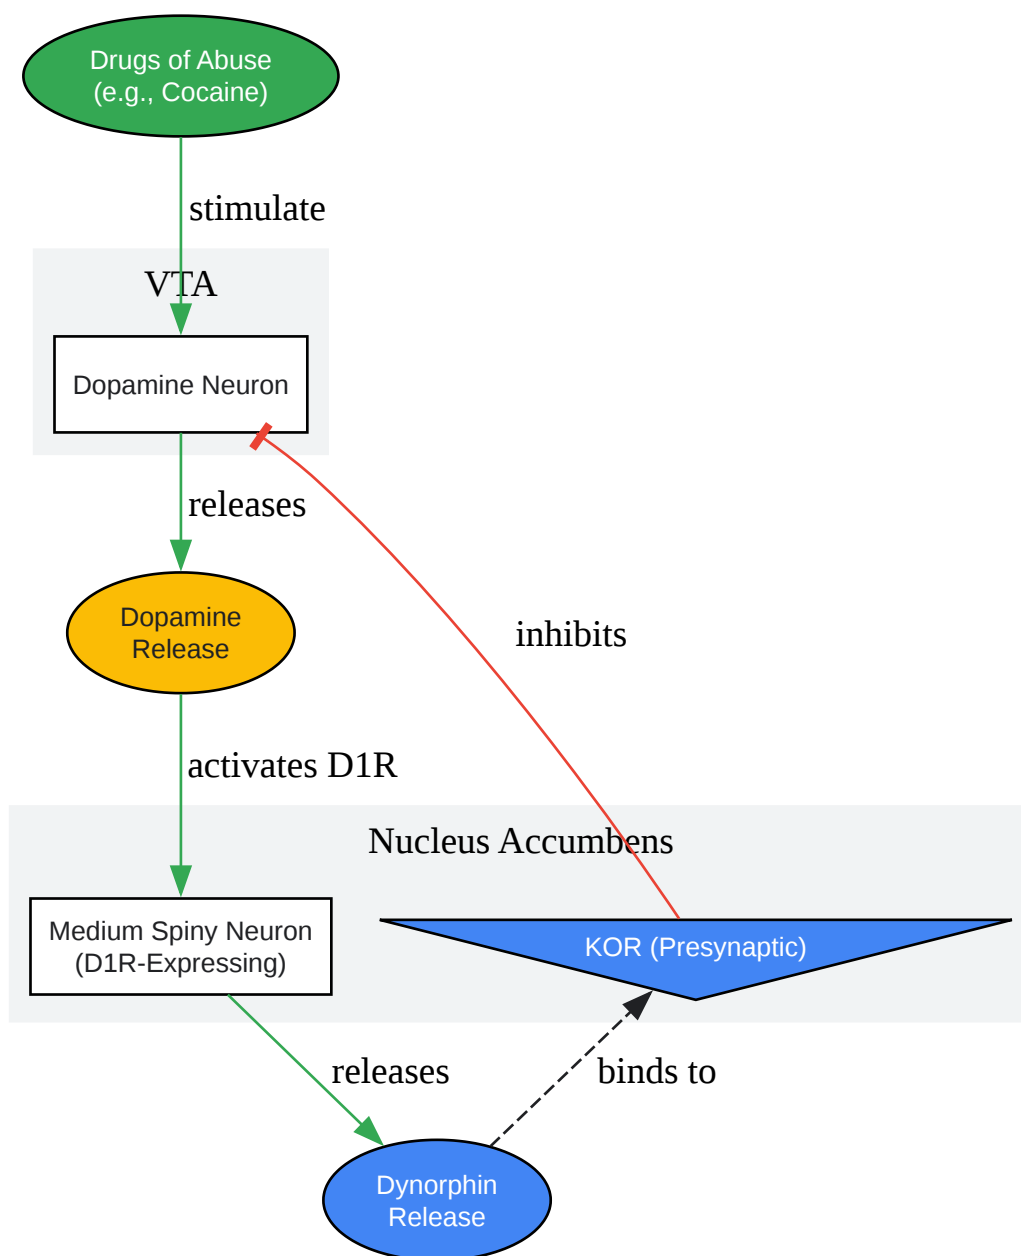 Drugs of Abuse
(e.g., Cocaine)
stimulate
VTA
Dopamine Neuron
releases
Dopamine
Release
inhibits
activates D1R
Nucleus Accumbens
Medium Spiny Neuron
(D1R-Expressing)
KOR (Presynaptic)
releases
binds to
Dynorphin
Release